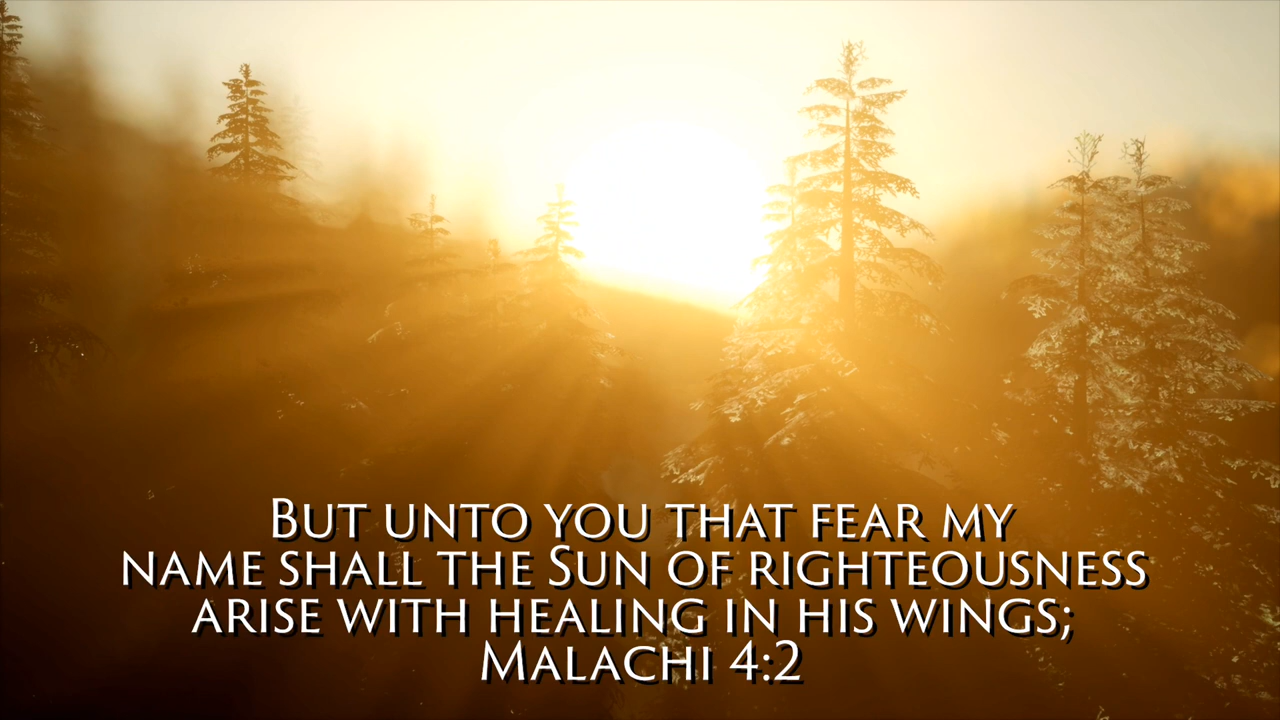 But unto you that fear my
name shall the Sun of righteousness
arise with healing in his wings;
Malachi 4:2